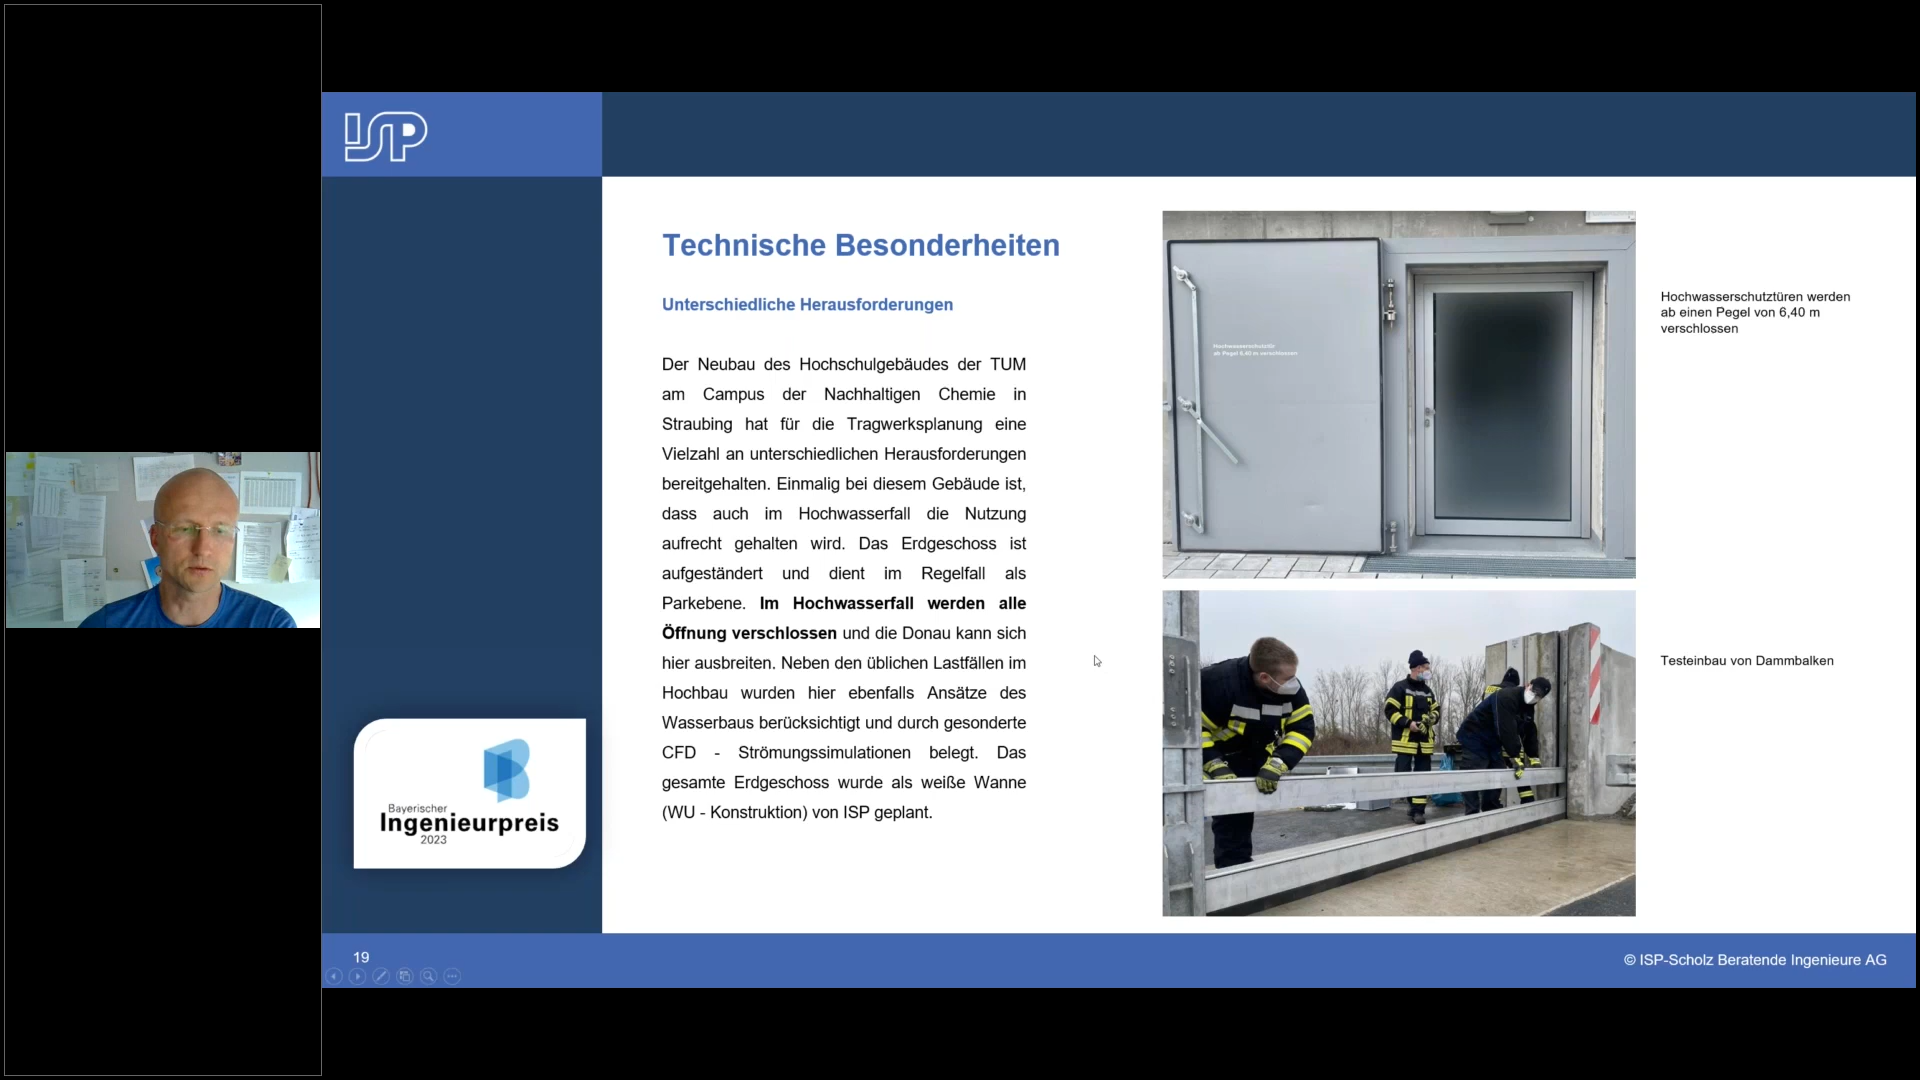 ISP
Technische Besonderheiten
Unterschiedliche Herausforderungen
Der Neubau des Hochschulgebäudes der TUM
am Campus der Nachhaltigen Chemie in
Straubing hat für die Tragwerksplanung eine
Vielzahl an unterschiedlichen Herausforderungen
bereitgehalten. Einmalig bei diesem Gebäude ist,
dass auch im Hochwasserfall die Nutzung
aufrecht gehalten wird. Das Erdgeschoss ist
aufgeständert und dient im Regelfall als
Parkebene. Im Hochwasserfall werden alle
Öffnung verschlossen und die Donau kann sich
hier ausbreiten. Neben den üblichen Lastfällen im
Hochbau wurden hier ebenfalls Ansätze des
Wasserbaus berücksichtigt und durch gesonderte
CFD - Strömungssimulationen belegt. Das
gesamte Erdgeschoss wurde als weiße Wanne
(WU - Konstruktion) von ISP geplant.
Hochwasserschutztür
ab Pegel 6,40 m verschlossen
Hochwasserschutztüren werden
ab einen Pegel von 6,40 m
verschlossen
Testeinbau von Dammbalken
Bayerischer
Ingenieurpreis
2023
19
© ISP-Scholz Beratende Ingenieure AG